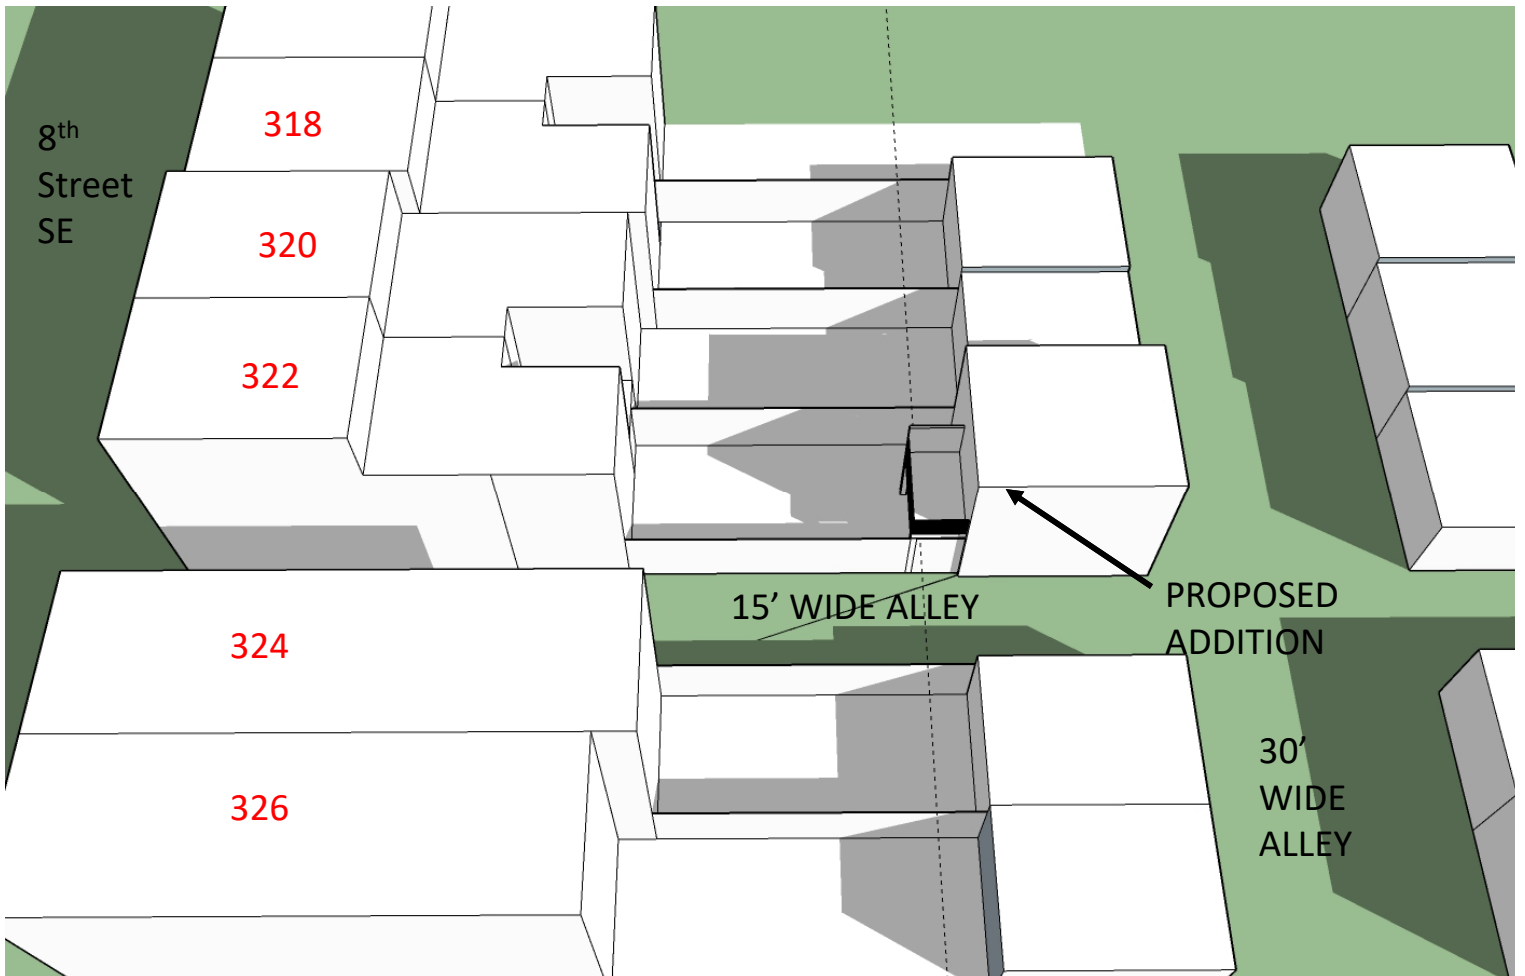 8th
Street
SE
318
320
322
15' WIDE ALLEY
PROPOSED
ADDITION
324
326
30'
WIDE
ALLEY